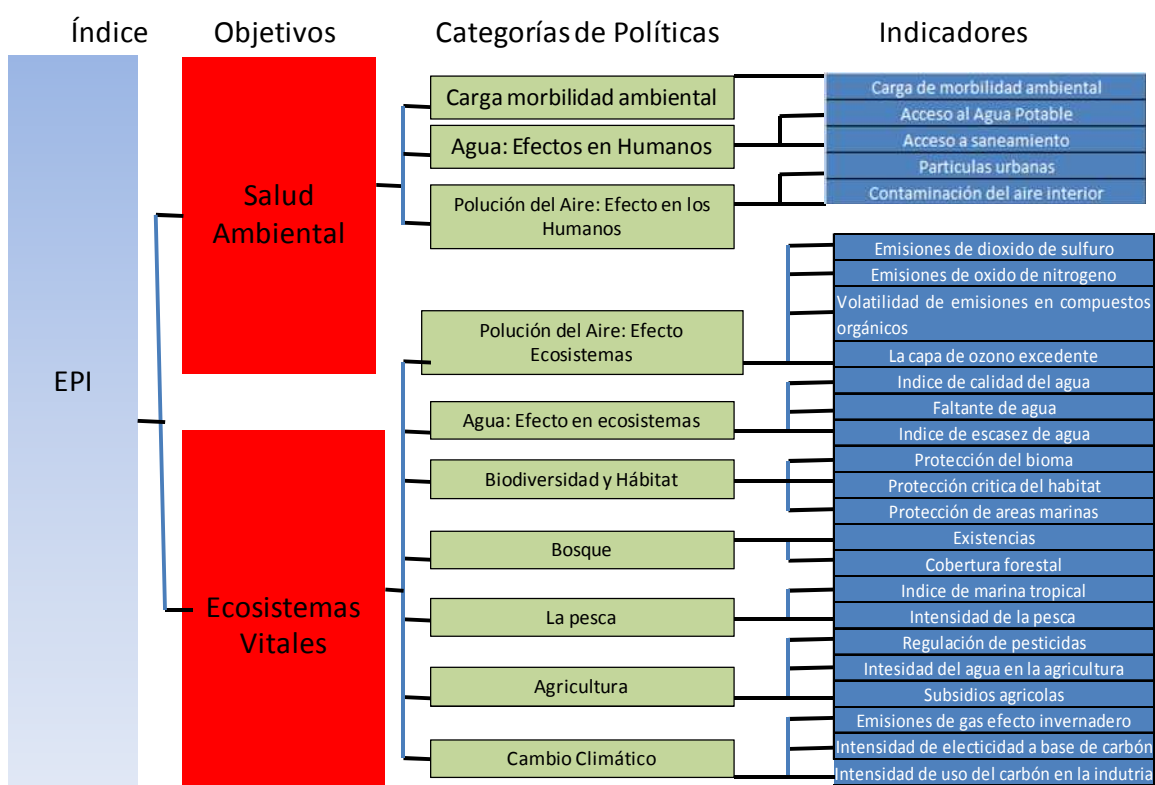 Índice
Objetivos
Categorías de Políticas
Indicadores
EPI
Salud
Ambiental
Ecosistemas
Vitales
Carga morbilidad ambiental
Agua: Efectos en Humanos
Polución del Aire: Efecto en los
Humanos
Polución del Aire: Efecto
Ecosistemas
Agua: Efecto en ecosistemas
Biodiversidad y Hábitat
Bosque
La pesca
Agricultura
Cambio Climático
Carga de morbilidad ambiental
Acceso al Agua Potable
Acceso a saneamiento
Particulas urbanas
Contaminación del aire interior
Emisiones de dioxido de sulfuro
Emisiones de oxido de nitrogeno
Volatilidad de emisiones en compuestos
orgánicos
La capa de ozono excedente
Indice de calidad del agua
Faltante de agua
Indice de escasez de agua
Protección del bioma
Protección critica del habitat
Protección de areas marinas
Existencias
Cobertura forestal
Indice de marina tropical
Intensidad de la pesca
Regulación de pesticidas
Intesidad del agua en la agricultura
Subsidios agricolas
Emisiones de gas efecto invernadero
Intensidad de electicidad a base de carbón
Intensidad de uso del carbón en la indutria